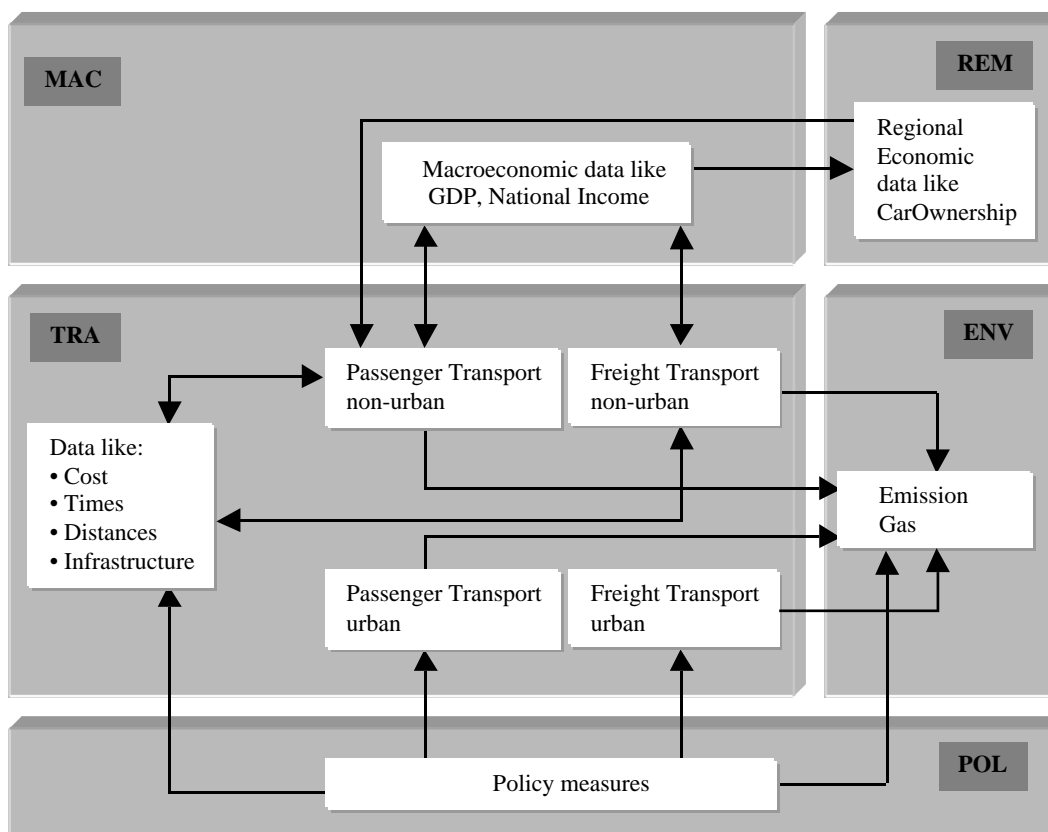 MAC
REM
Regional
Economic
data like
CarOwnership
Macroeconomic data like
GDP, National Income
TRA
ENV
Passenger Transport
non-urban
Freight Transport
non-urban
Data like:
• Cost
• Times
• Distances
• Infrastructure
Emission
Gas
Passenger Transport
urban
Freight Transport
urban
POL
Policy measures